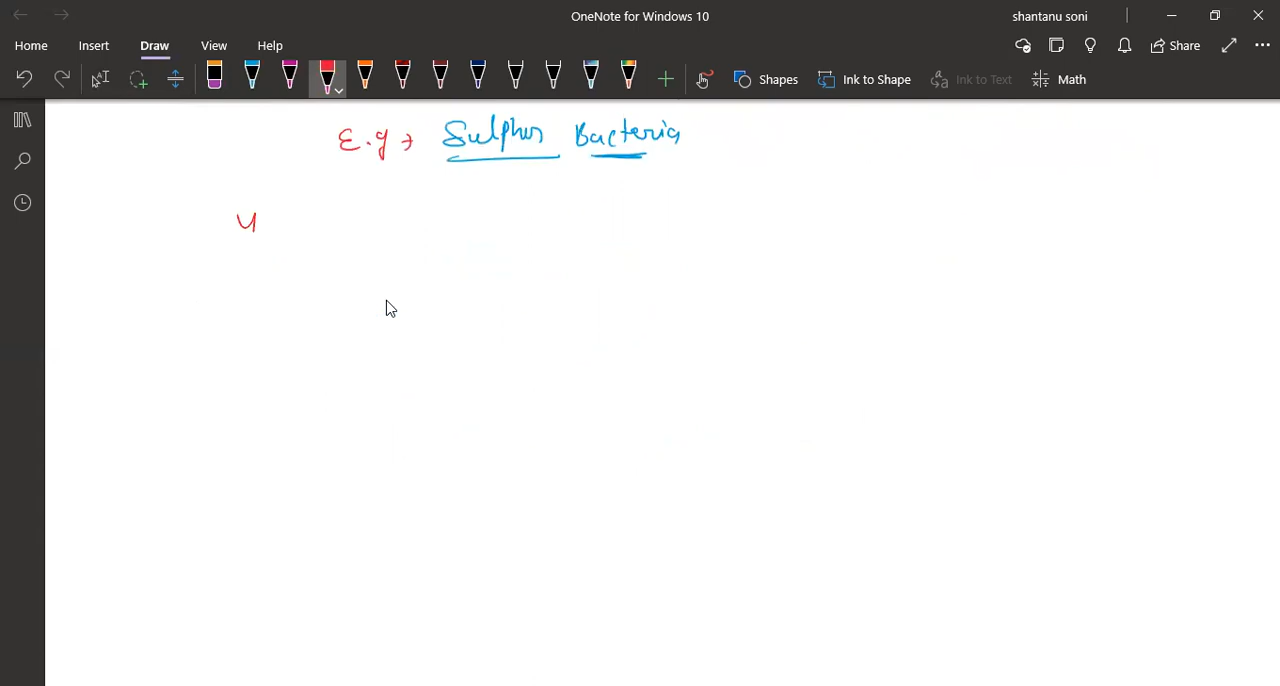 OneNote for Windows 10
shantanu soni
Home Insert Draw View Help
Share
Shapes Ink to Shape Ink to Text Math
E.g → Sulphur Bacteria